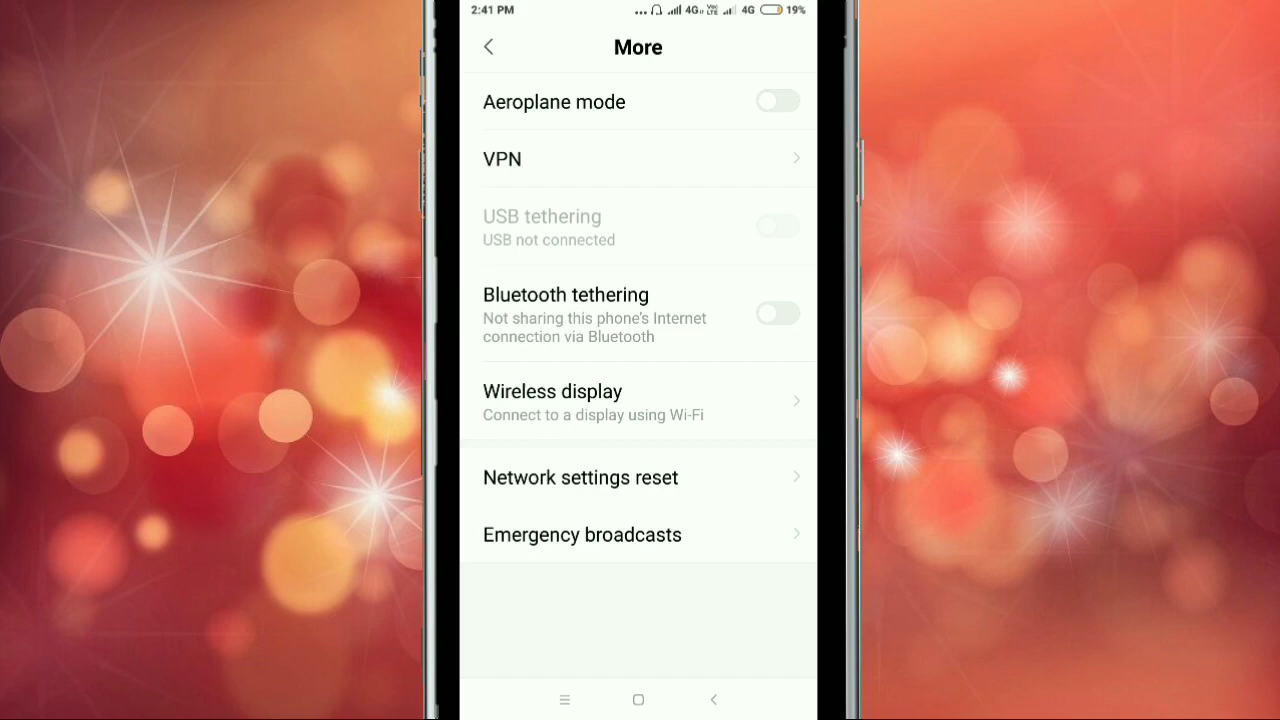 2:41 PM ... 4G VoLTE 4G 19%
More
Aeroplane mode
VPN
USB tethering
USB not connected
Bluetooth tethering
Not sharing this phone's Internet
connection via Bluetooth
Wireless display
Connect to a display using Wi-Fi
Network settings reset
Emergency broadcasts